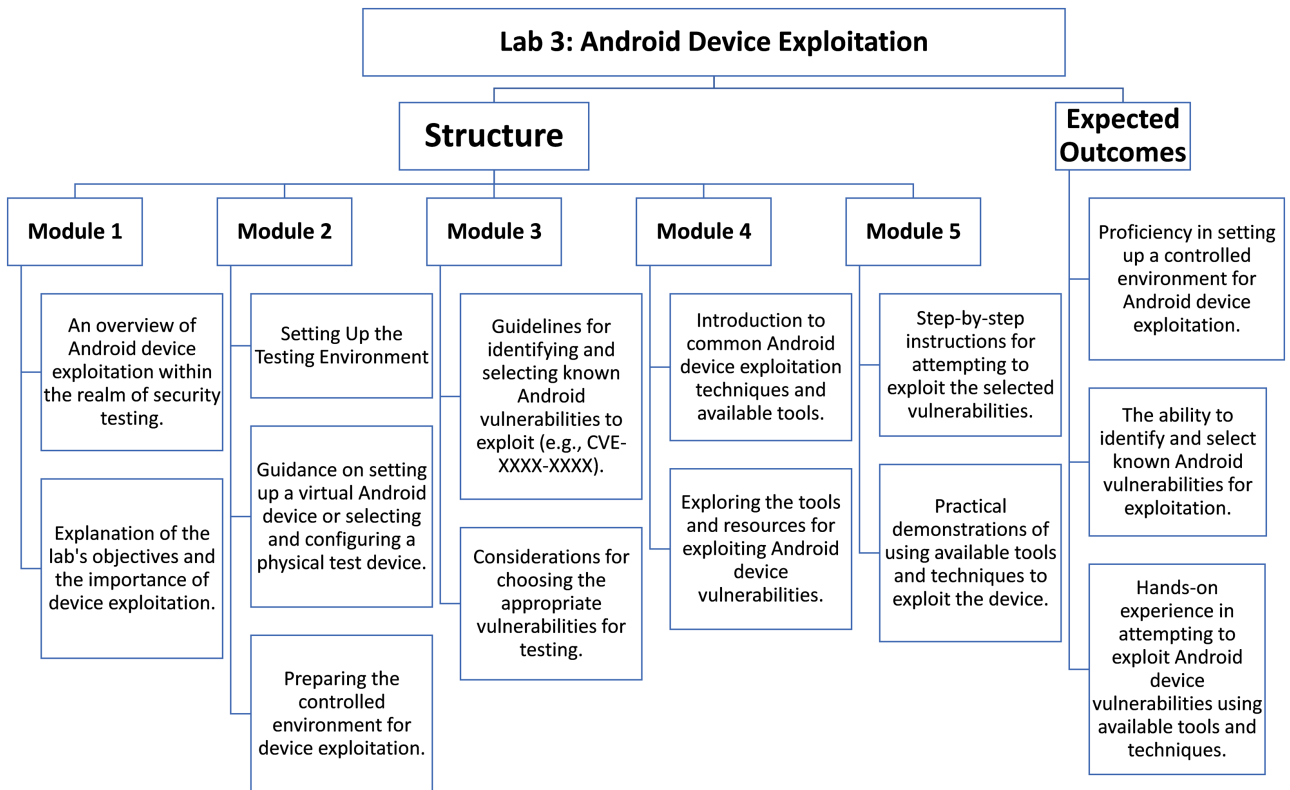 Lab 3: Android Device Exploitation
Structure
Expected
Outcomes
Module 1
An overview of
Android device
exploitation within
the realm of security
testing.
Explanation of the
lab's objectives and
the importance of
device exploitation.
Module 2
Setting Up the
Testing Environment
Guidance on setting
up a virtual Android
device or selecting
and configuring a
physical test device.
Preparing the
controlled
environment for
device exploitation.
Module 3
Guidelines for
identifying and
selecting known
Android
vulnerabilities to
exploit (e.g., CVE-
XXXX-XXXX).
Considerations for
choosing the
appropriate
vulnerabilities for
testing.
Module 4
Introduction to
common Android
device exploitation
techniques and
available tools.
Exploring the tools
and resources for
exploiting Android
device
vulnerabilities.
Module 5
Step-by-step
instructions for
attempting to
exploit the selected
vulnerabilities.
Practical
demonstrations of
using available tools
and techniques to
exploit the device.
Proficiency in setting
up a controlled
environment for
Android device
exploitation.
The ability to
identify and select
known Android
vulnerabilities for
exploitation.
Hands-on
experience in
attempting to
exploit Android
device
vulnerabilities using
available tools and
techniques.